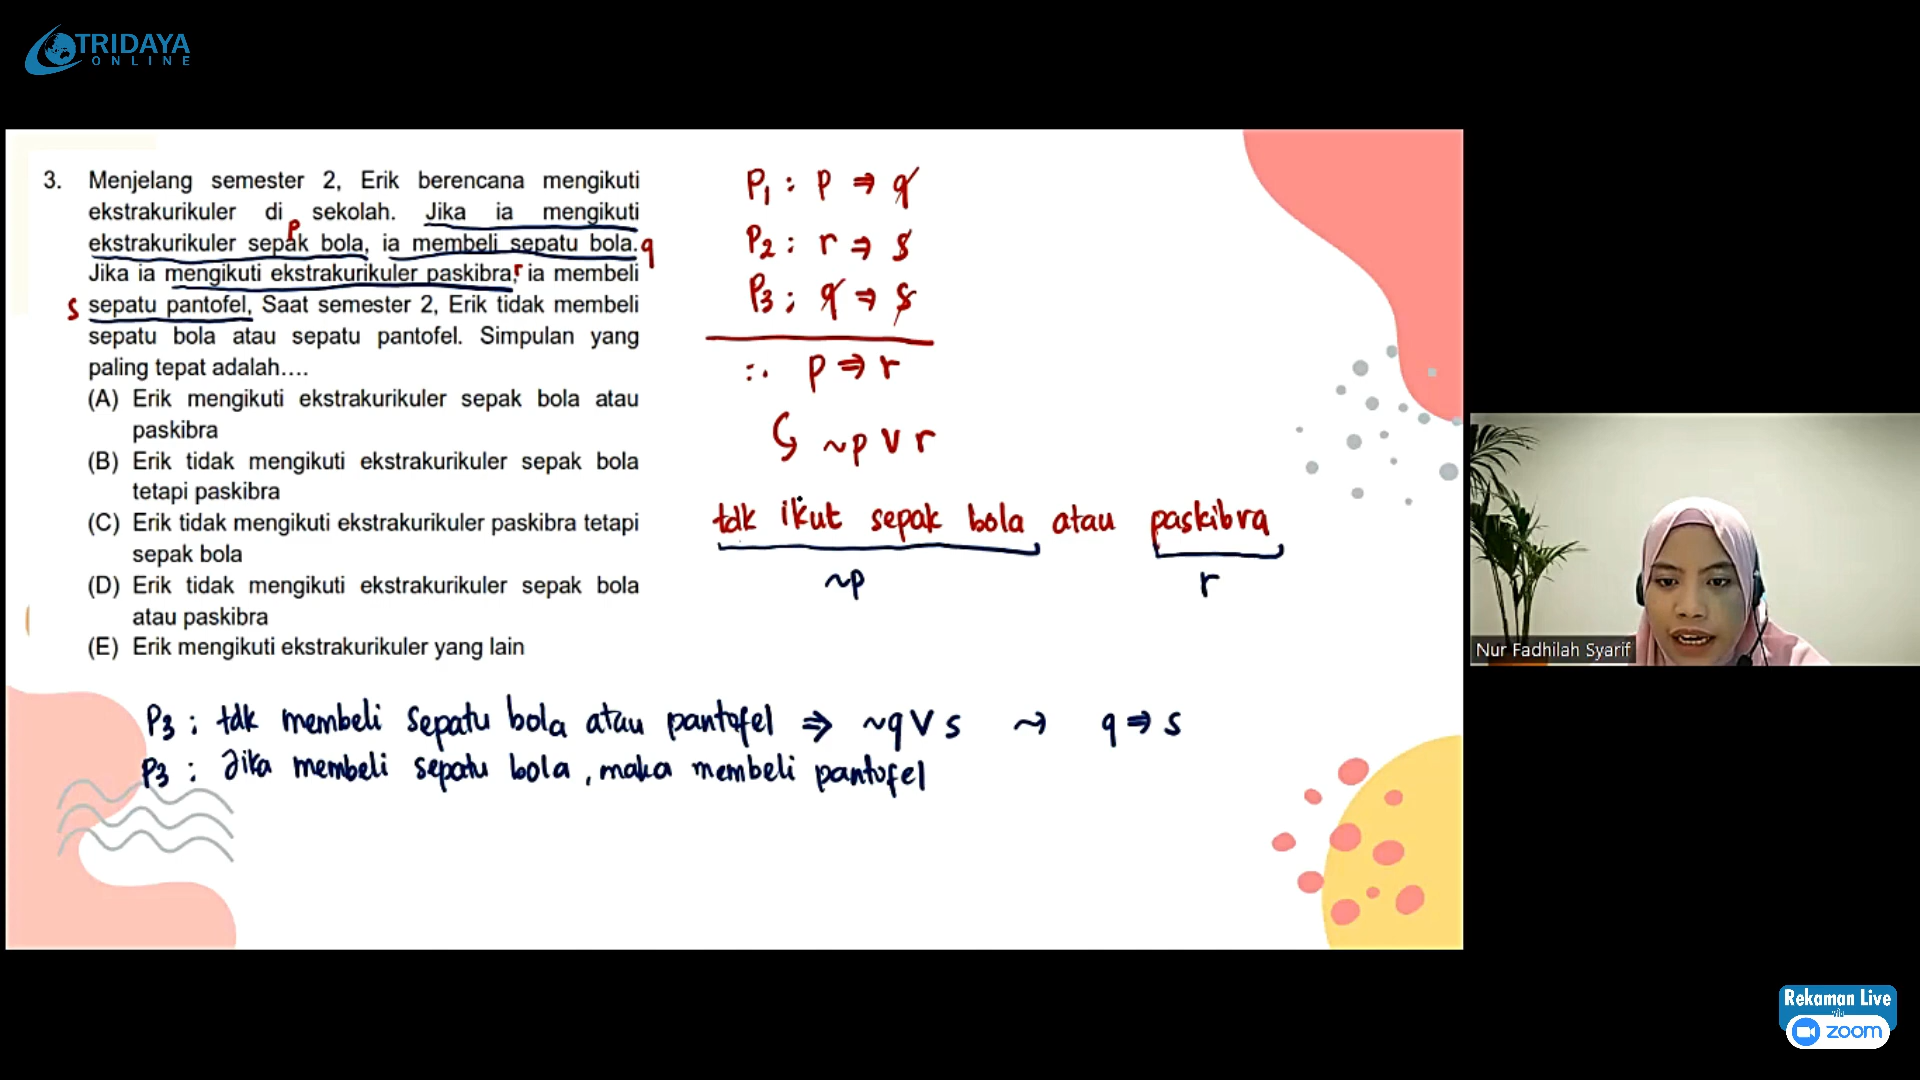 TRIDAYA
ONLINE
3. Menjelang semester 2, Erik berencana mengikuti
ekstrakurikuler di sekolah. Jika ia mengikuti
p
ekstrakurikuler sepak bola, ia membeli sepatu bola. q
Jika ia mengikuti ekstrakurikuler paskibra, r ia membeli
s sepatu pantofel, Saat semester 2, Erik tidak membeli
sepatu bola atau sepatu pantofel. Simpulan yang
paling tepat adalah....
(A) Erik mengikuti ekstrakurikuler sepak bola atau
paskibra
(B) Erik tidak mengikuti ekstrakurikuler sepak bola
tetapi paskibra
(C) Erik tidak mengikuti ekstrakurikuler paskibra tetapi
sepak bola
(D) Erik tidak mengikuti ekstrakurikuler sepak bola
atau paskibra
(E) Erik mengikuti ekstrakurikuler yang lain
P1 : p ⇒ q
P2 : r ⇒ s
P3 ; q ⇒ s
∴ p ⇒ r
↳ ~p ∨ r
tdk ikut sepak bola atau paskibra
~p r
P3 : tdk membeli sepatu bola atau pantofel ⇒ ~q ∨ s ⤳ q ⇒ s
P3 : Jika membeli sepatu bola, maka membeli pantofel
Nur Fadhilah Syarif
Rekaman Live
via
zoom